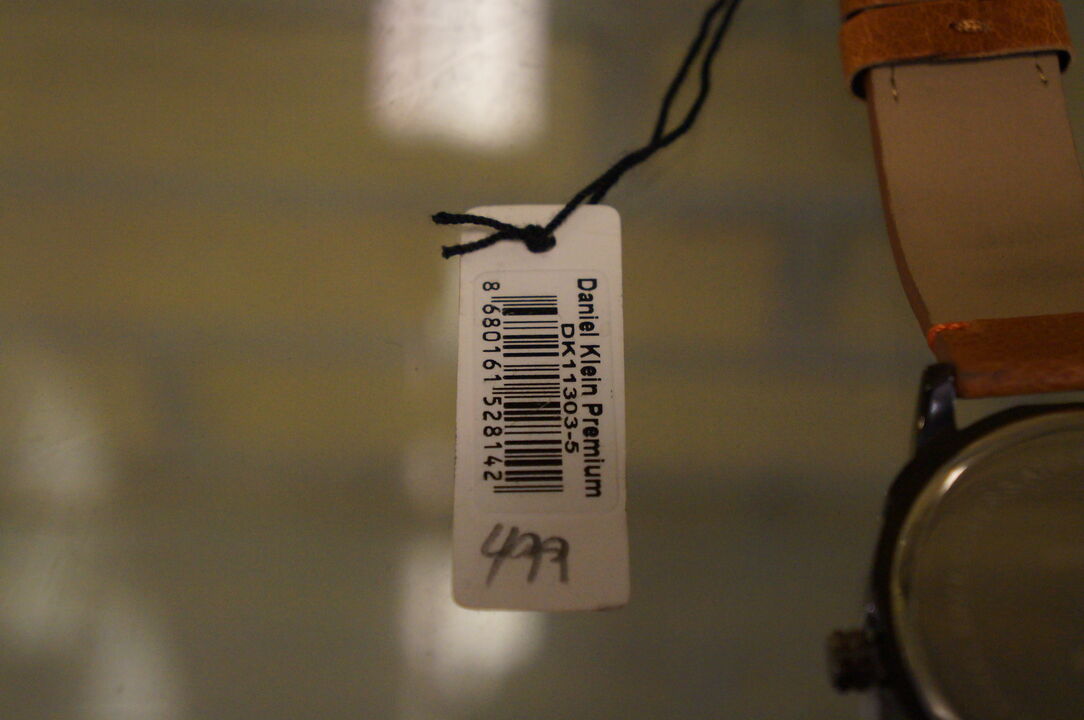 Daniel Klein Premium
DK11303-5
8 680161 528142
499